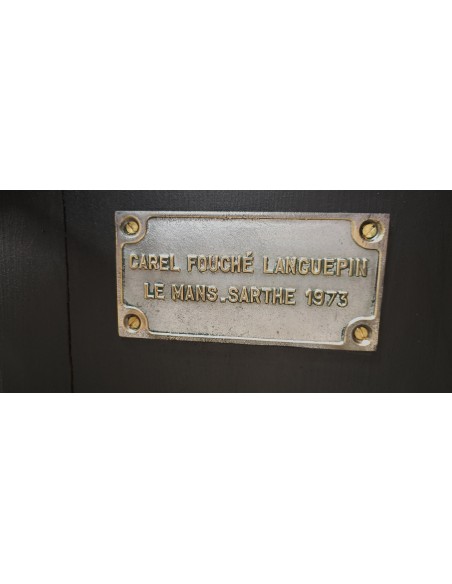 CAREL FOUCHÉ LANGUEPIN
LE MANS.SARTHE 1973